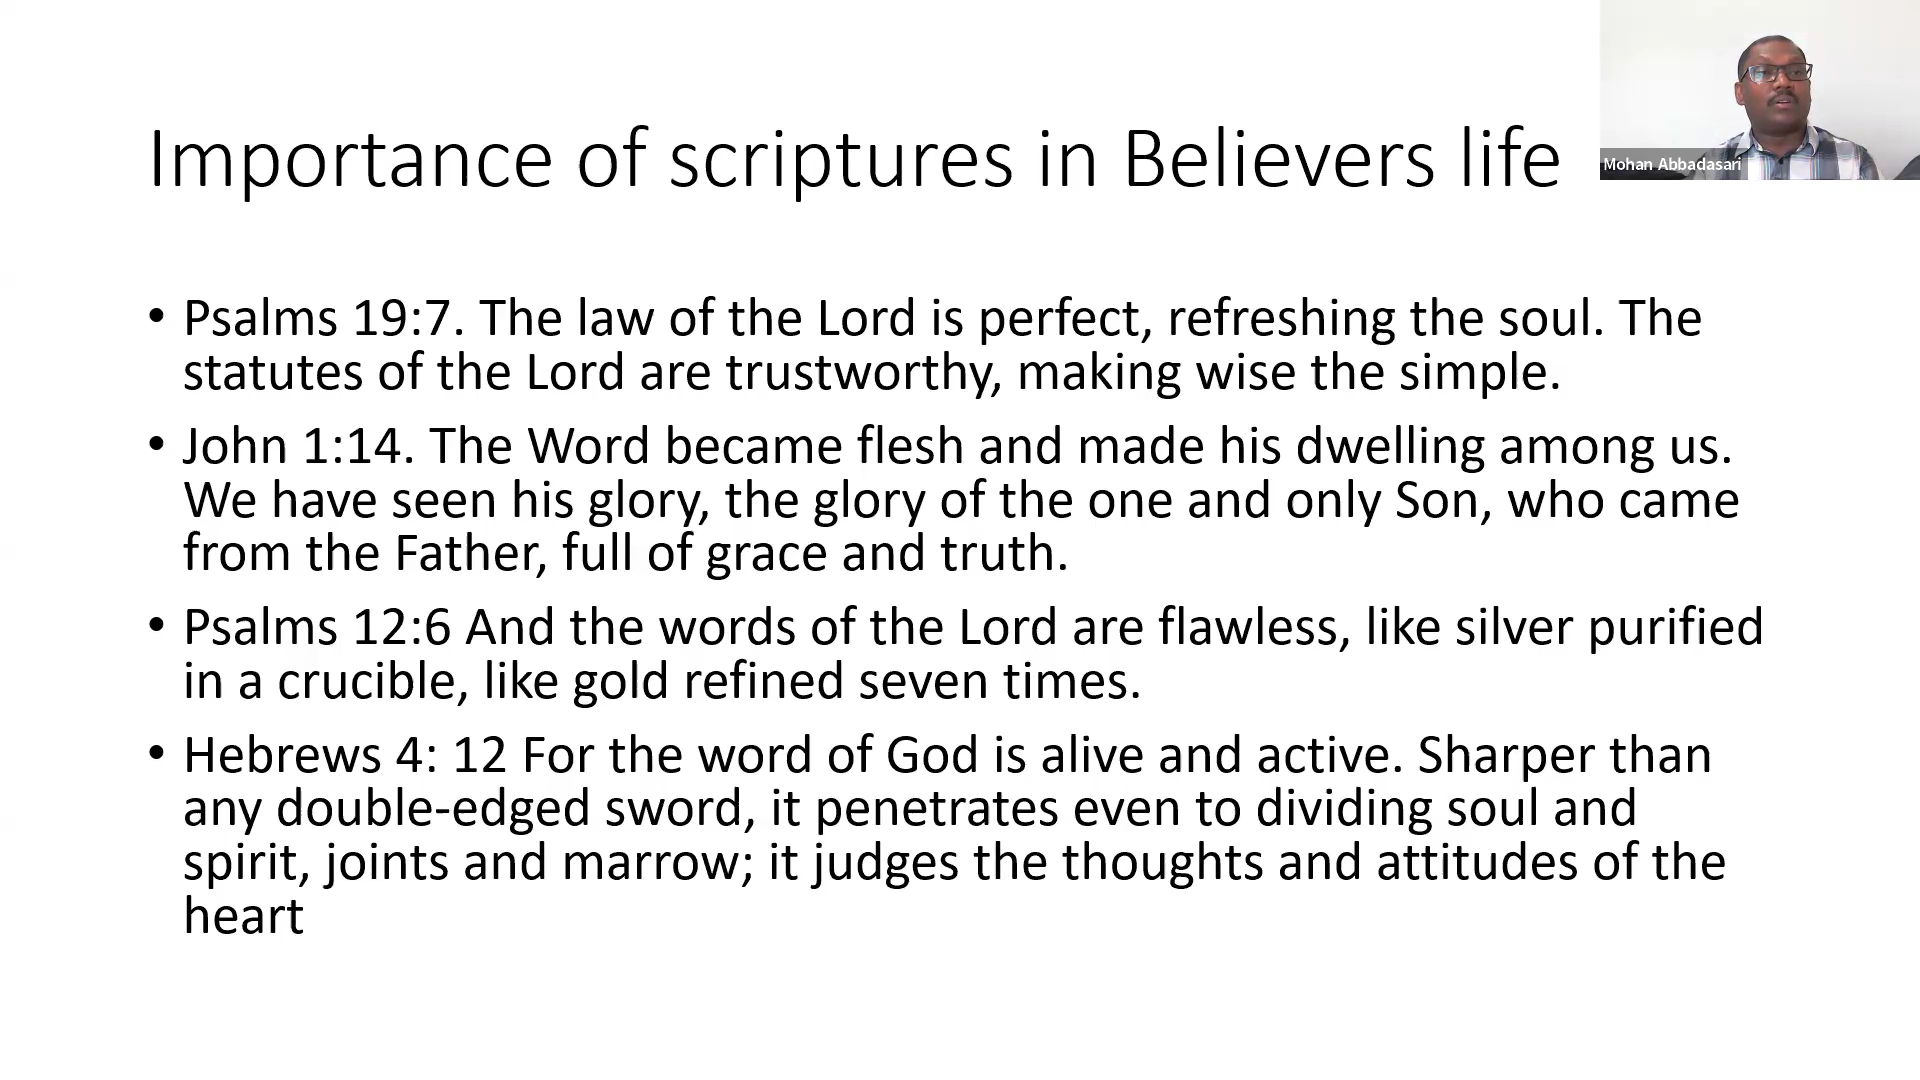 Importance of scriptures in Believers life
Mohan Abbadasari
• Psalms 19:7. The law of the Lord is perfect, refreshing the soul. The
statutes of the Lord are trustworthy, making wise the simple.
• John 1:14. The Word became flesh and made his dwelling among us.
We have seen his glory, the glory of the one and only Son, who came
from the Father, full of grace and truth.
• Psalms 12:6 And the words of the Lord are flawless, like silver purified
in a crucible, like gold refined seven times.
• Hebrews 4: 12 For the word of God is alive and active. Sharper than
any double-edged sword, it penetrates even to dividing soul and
spirit, joints and marrow; it judges the thoughts and attitudes of the
heart